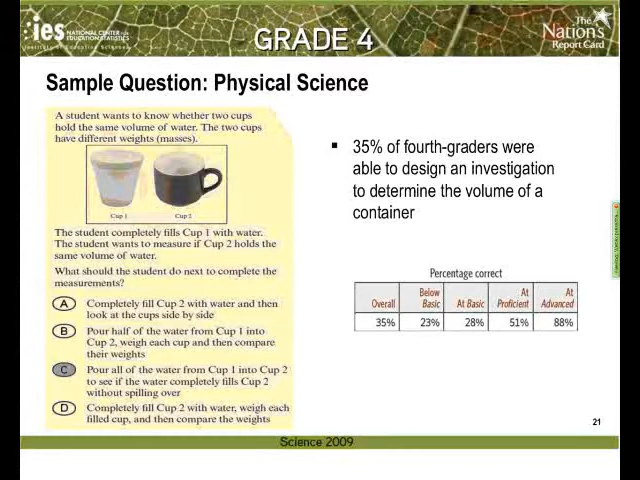 ies NATIONAL CENTER FOR
EDUCATION STATISTICS
Institute of Education Sciences
GRADE 4
The
Nation's
Report Card
Sample Question: Physical Science
A student wants to know whether two cups
hold the same volume of water. The two cups
have different weights (masses).
Cup 1 Cup 2
The student completely fills Cup 1 with water.
The student wants to measure if Cup 2 holds the
same volume of water.
What should the student do next to complete the
measurements?
A Completely fill Cup 2 with water and then
look at the cups side by side
B Pour half of the water from Cup 1 into
Cup 2, weigh each cup and then compare
their weights
C Pour all of the water from Cup 1 into Cup 2
to see if the water completely fills Cup 2
without spilling over
D Completely fill Cup 2 with water, weigh each
filled cup, and then compare the weights
▪ 35% of fourth-graders were
able to design an investigation
to determine the volume of a
container
Percentage correct
Overall Below Basic At Basic At Proficient At Advanced
35% 23% 28% 51% 88%
21
Science 2009